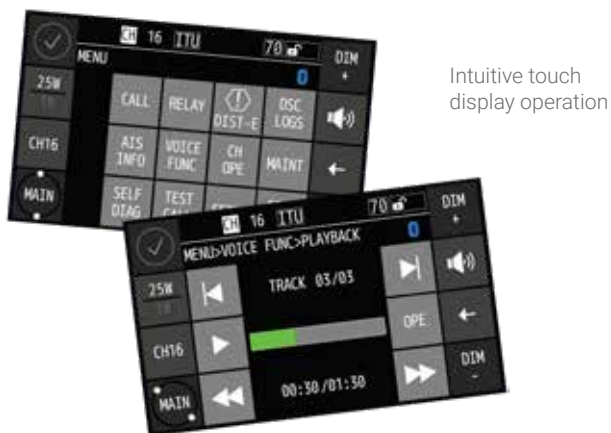 CH 16 ITU 70 DIM
+
MENU
25W
1W
CALL RELAY DIST-E DSC LOGS
CH16
AIS INFO VOICE FUNC CH OPE MAINT
MAIN
SELF DIAG TEST
CH 16 ITU 70 DIM
+
MENU>VOICE FUNC>PLAYBACK
25W
1W
TRACK 03/03
CH16
OPE
MAIN
00:30/01:30
DIM
-
Intuitive touch
display operation